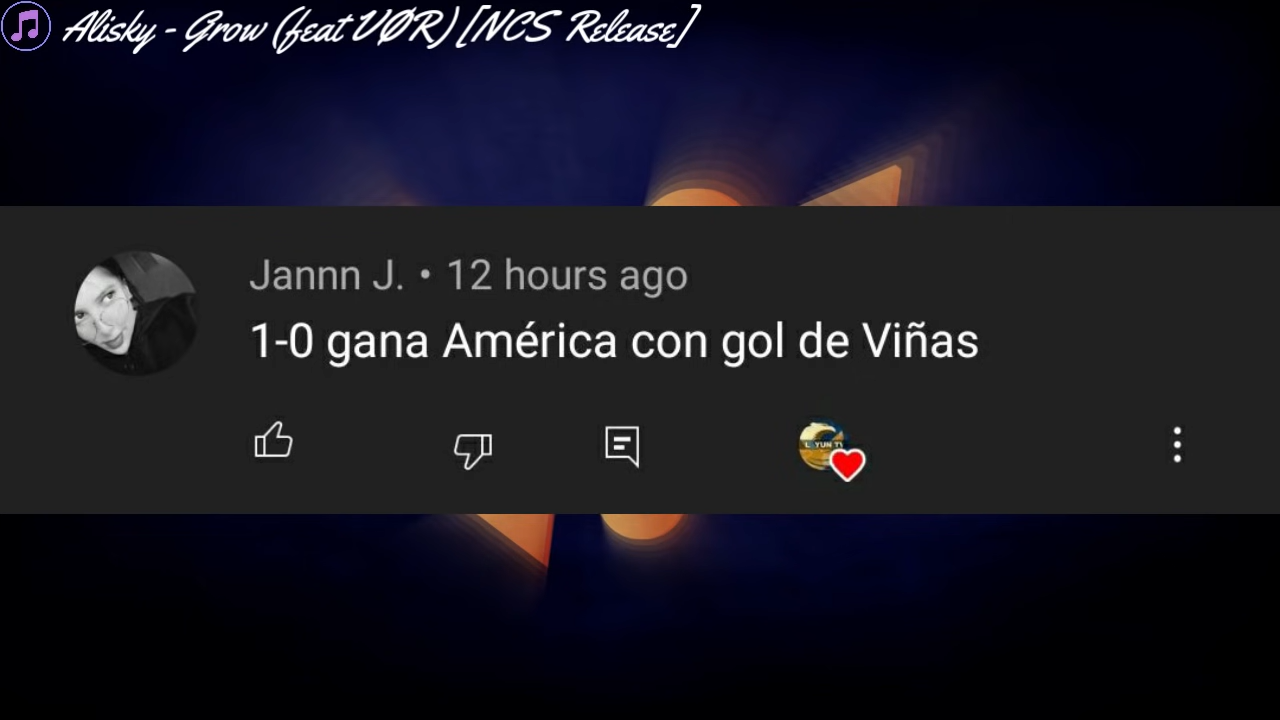 Alisky - Grow (feat VØR) [NCS Release]
Jannn J. • 12 hours ago
1-0 gana América con gol de Viñas